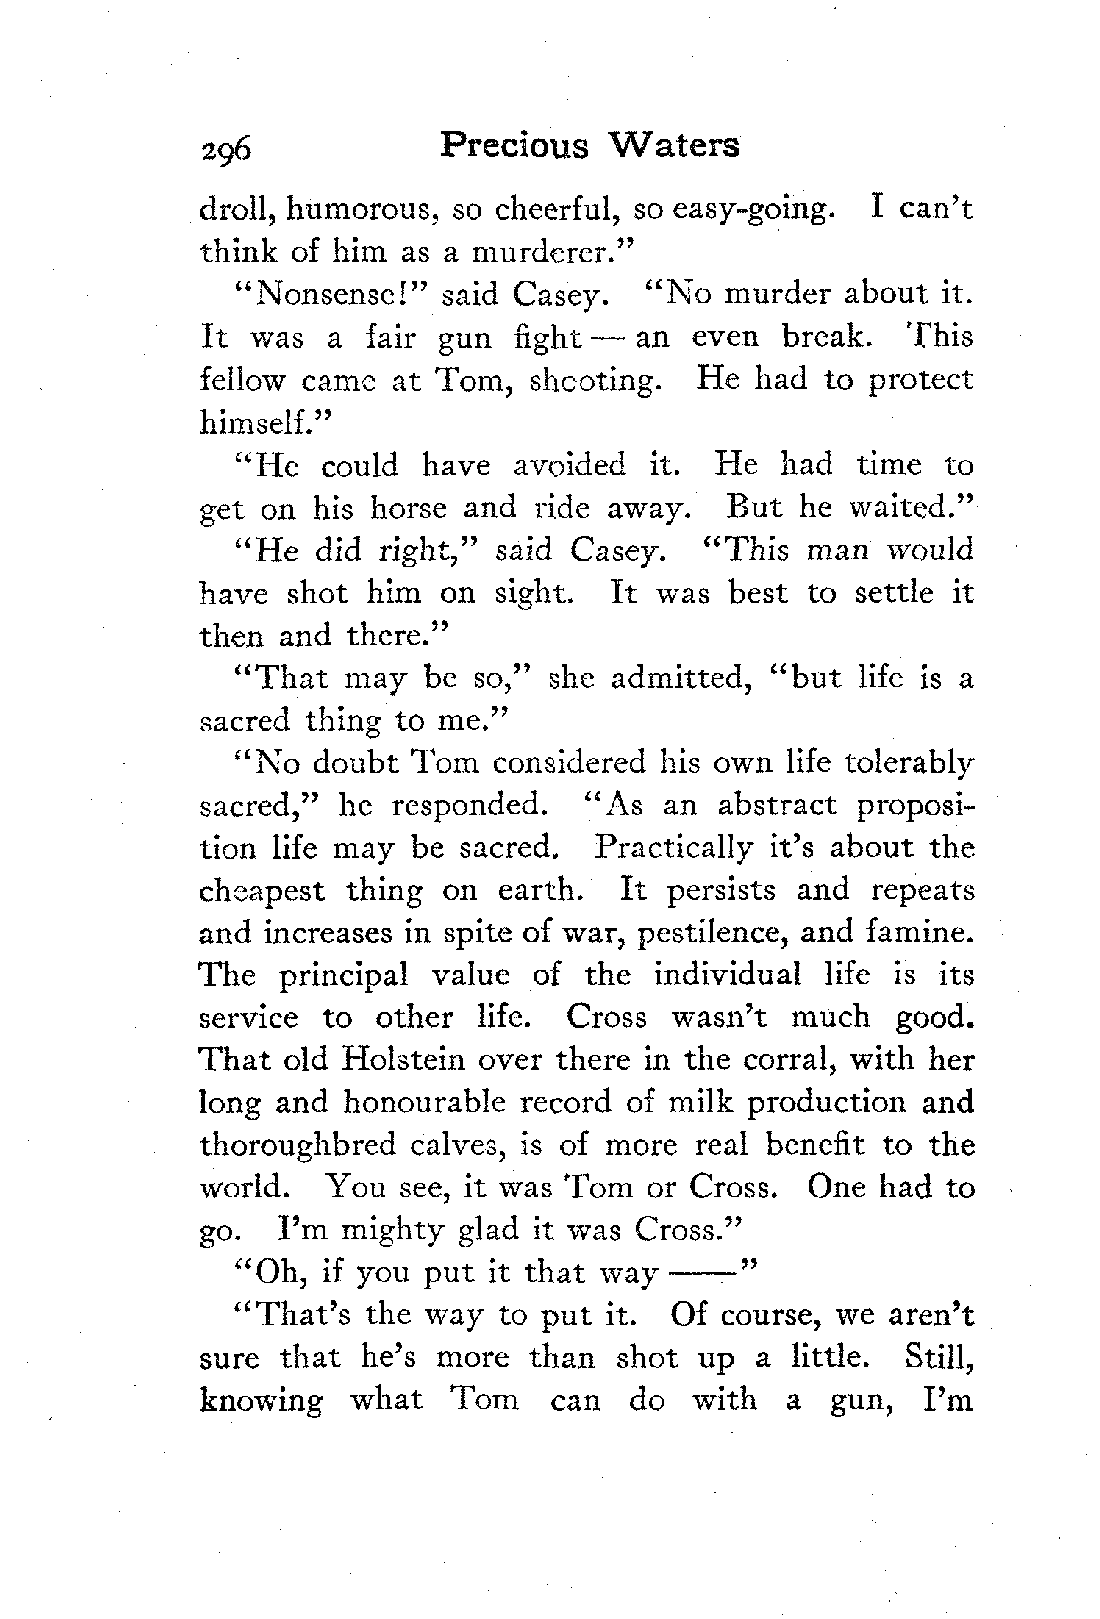 296 Precious Waters
droll, humorous, so cheerful, so easy-going. I can't
think of him as a murderer."
"Nonsense!" said Casey. "No murder about it.
It was a fair gun fight — an even break. This
fellow came at Tom, shooting. He had to protect
himself."
"He could have avoided it. He had time to
get on his horse and ride away. But he waited."
"He did right," said Casey. "This man would
have shot him on sight. It was best to settle it
then and there."
"That may be so," she admitted, "but life is a
sacred thing to me."
"No doubt Tom considered his own life tolerably
sacred," he responded. "As an abstract proposi-
tion life may be sacred. Practically it's about the
cheapest thing on earth. It persists and repeats
and increases in spite of war, pestilence, and famine.
The principal value of the individual life is its
service to other life. Cross wasn't much good.
That old Holstein over there in the corral, with her
long and honourable record of milk production and
thoroughbred calves, is of more real benefit to the
world. You see, it was Tom or Cross. One had to
go. I'm mighty glad it was Cross."
"Oh, if you put it that way ——"
"That's the way to put it. Of course, we aren't
sure that he's more than shot up a little. Still,
knowing what Tom can do with a gun, I'm